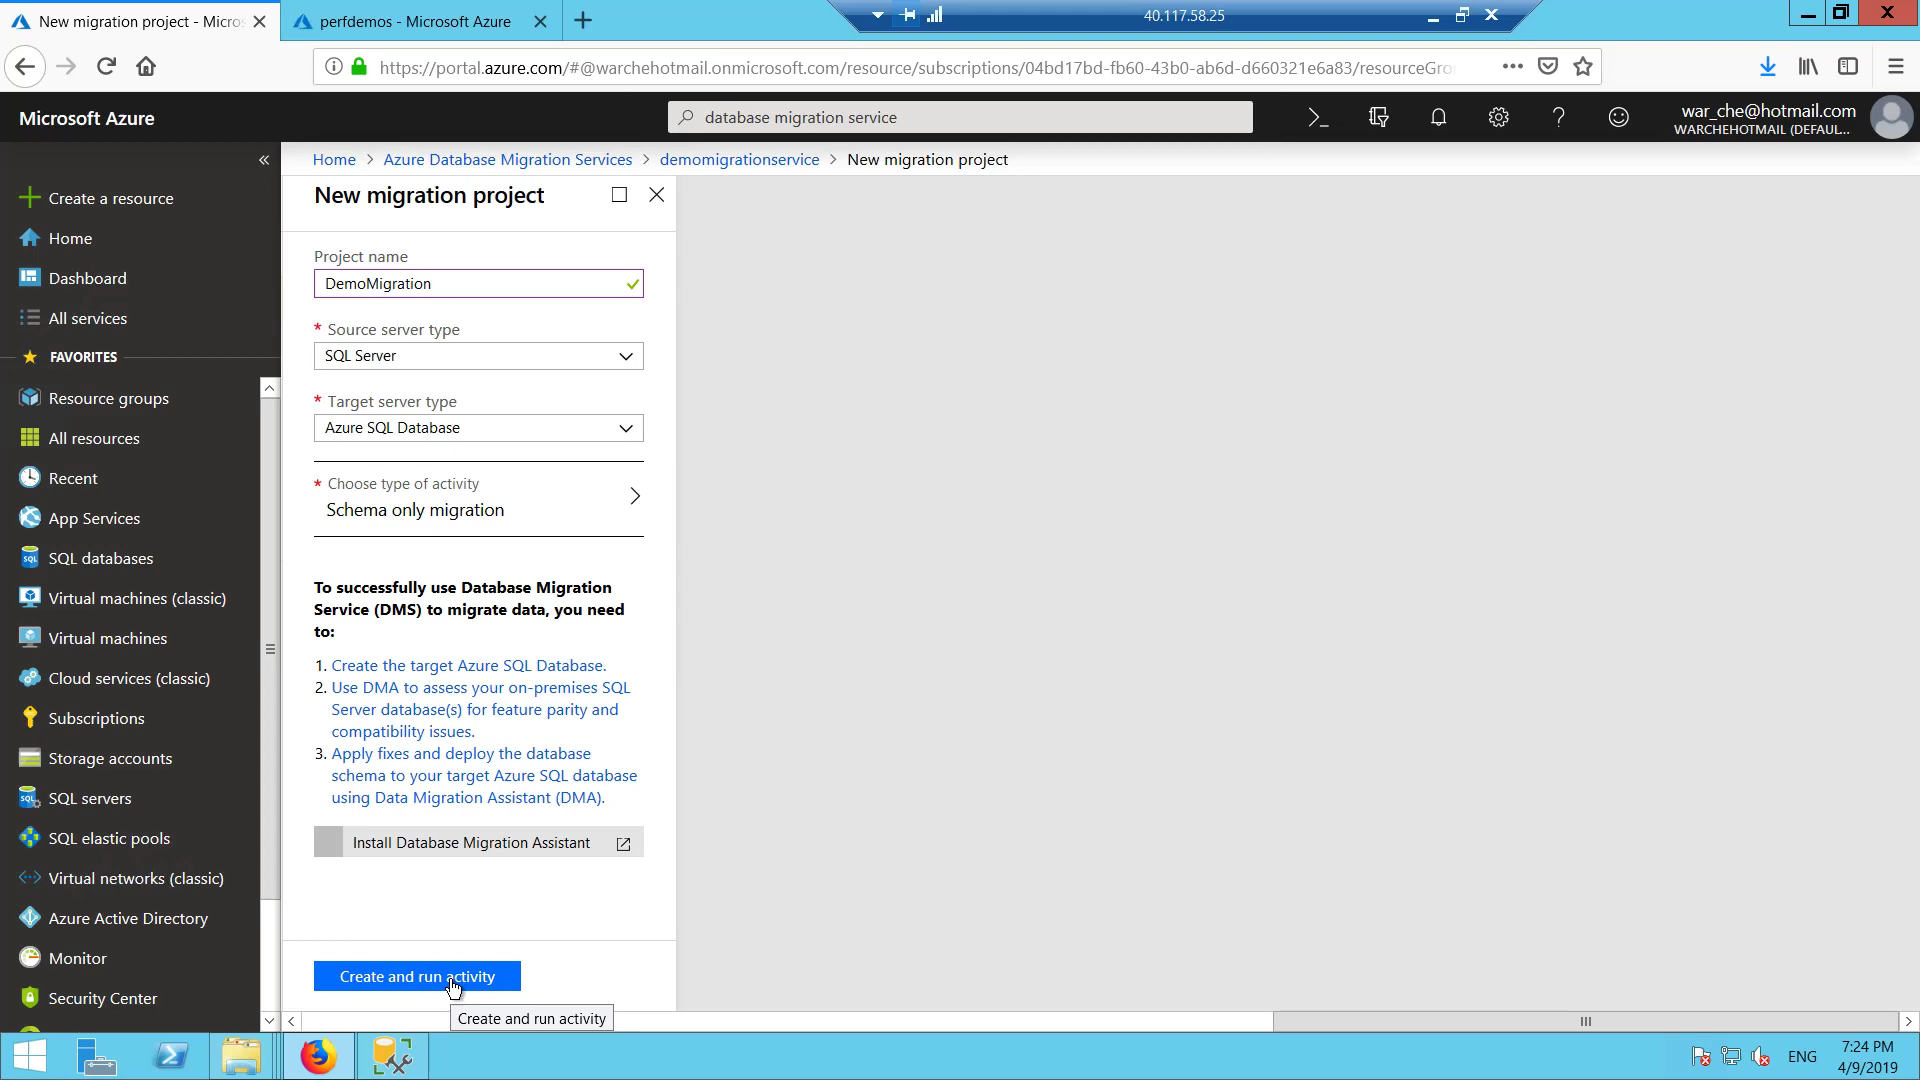 New migration project - Micros
perfdemos - Microsoft Azure
40.117.58.25
https://portal.azure.com/#@warchehotmail.onmicrosoft.com/resource/subscriptions/04bd17bd-fb60-43b0-ab6d-d660321e6a83/resourceGro
Microsoft Azure
database migration service
war_che@hotmail.com
WARCHEHOTMAIL (DEFAUL...
Home > Azure Database Migration Services > demomigrationservice > New migration project
Create a resource
Home
Dashboard
All services
FAVORITES
Resource groups
All resources
Recent
App Services
SQL databases
Virtual machines (classic)
Virtual machines
Cloud services (classic)
Subscriptions
Storage accounts
SQL servers
SQL elastic pools
Virtual networks (classic)
Azure Active Directory
Monitor
Security Center
New migration project
Project name
DemoMigration
* Source server type
SQL Server
* Target server type
Azure SQL Database
* Choose type of activity
Schema only migration
To successfully use Database Migration
Service (DMS) to migrate data, you need
to:
1. Create the target Azure SQL Database.
2. Use DMA to assess your on-premises SQL
Server database(s) for feature parity and
compatibility issues.
3. Apply fixes and deploy the database
schema to your target Azure SQL database
using Data Migration Assistant (DMA).
Install Database Migration Assistant
Create and run activity
Create and run activity
ENG
7:24 PM
4/9/2019